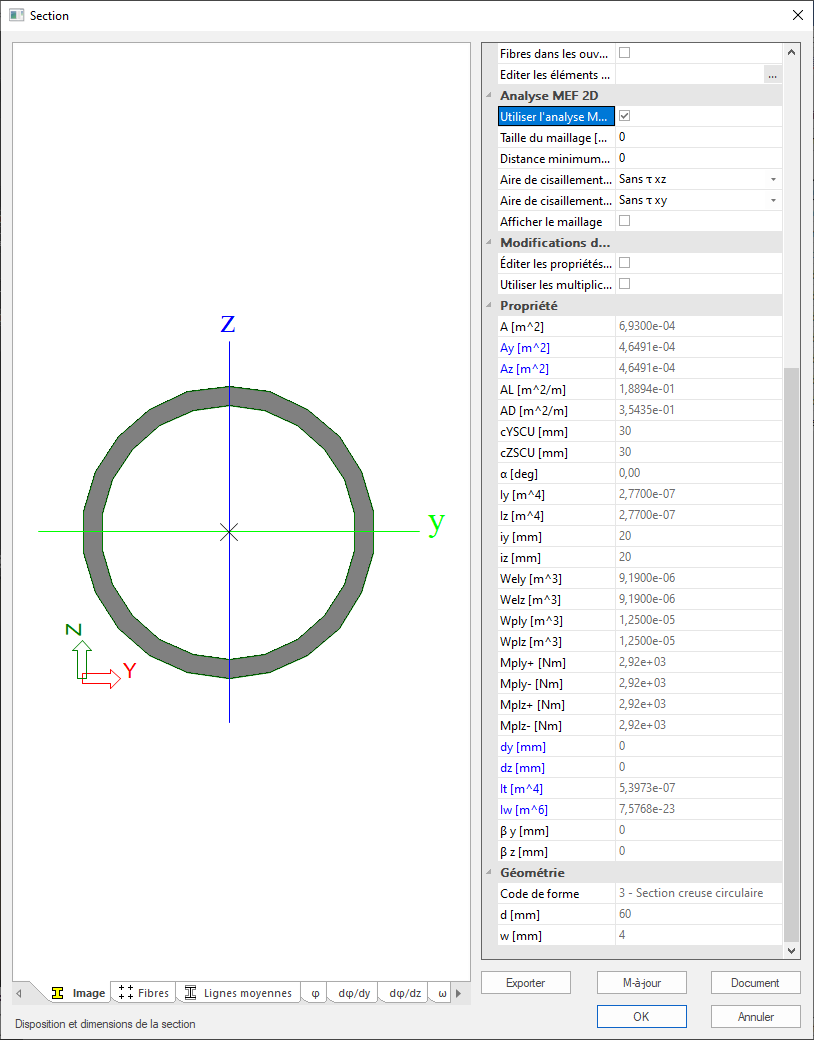 Section
Fibres dans les ouv...
Editer les éléments ... ...
Analyse MEF 2D
Utiliser l'analyse M...
Taille du maillage [... 0
Distance minimum... 0
Aire de cisaillement... Sans τ xz
Aire de cisaillement... Sans τ xy
Afficher le maillage
Modifications d...
Éditer les propriétés...
Utiliser les multiplic...
Propriété
A [m^2] 6,9300e-04
Ay [m^2] 4,6491e-04
Az [m^2] 4,6491e-04
AL [m^2/m] 1,8894e-01
AD [m^2/m] 3,5435e-01
cYSCU [mm] 30
cZSCU [mm] 30
α [deg] 0,00
Iy [m^4] 2,7700e-07
Iz [m^4] 2,7700e-07
iy [mm] 20
iz [mm] 20
Wely [m^3] 9,1900e-06
Welz [m^3] 9,1900e-06
Wply [m^3] 1,2500e-05
Wplz [m^3] 1,2500e-05
Mply+ [Nm] 2,92e+03
Mply- [Nm] 2,92e+03
Mplz+ [Nm] 2,92e+03
Mplz- [Nm] 2,92e+03
dy [mm] 0
dz [mm] 0
It [m^4] 5,3973e-07
Iw [m^6] 7,5768e-23
β y [mm] 0
β z [mm] 0
Géométrie
Code de forme 3 - Section creuse circulaire
d [mm] 60
w [mm] 4
z
y
Z
Y
Image Fibres Lignes moyennes φ dφ/dy dφ/dz ω
Exporter M-à-jour Document
OK Annuler
Disposition et dimensions de la section